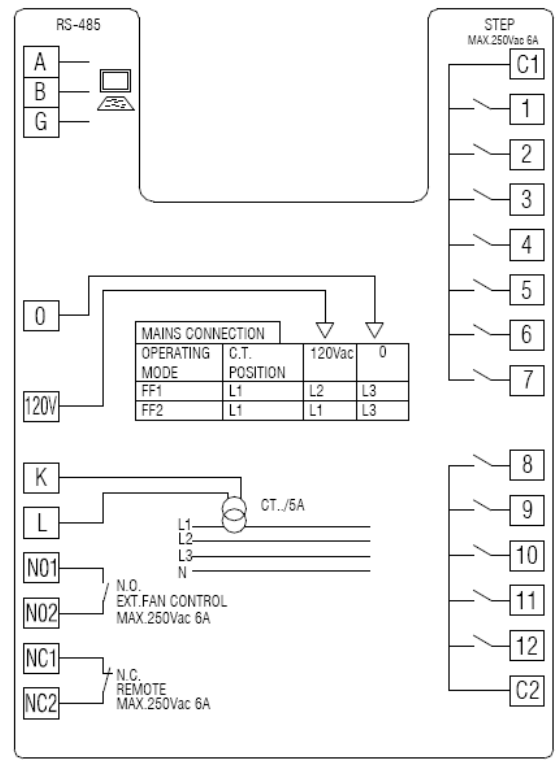 RS-485
A
B
G
STEP
MAX.250Vac 6A
C1
1
2
3
4
5
6
7
0
120V
MAINS CONNECTION
OPERATING MODE C.T. POSITION 120Vac 0
FF1 L1 L2 L3
FF2 L1 L1 L3
K
L
CT../5A
L1
L2
L3
N
NO1
NO2
N.O.
EXT.FAN CONTROL
MAX.250Vac 6A
NC1
NC2
N.C.
REMOTE
MAX.250Vac 6A
8
9
10
11
12
C2